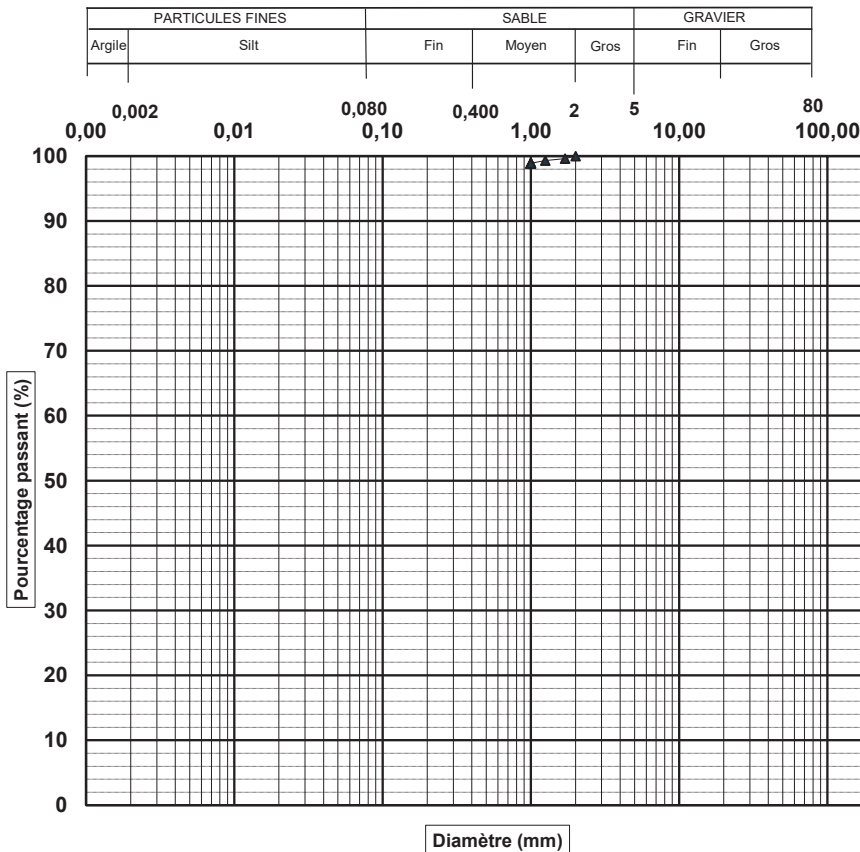 PARTICULES FINES SABLE GRAVIER
Argile Silt Fin Moyen Gros Fin Gros
0,002 0,080 0,400 2 5 80
0,00 0,01 0,10 1,00 10,00 100,00
100
90
80
70
60
50
40
30
20
10
0
Pourcentage passant (%)
Diamètre (mm)